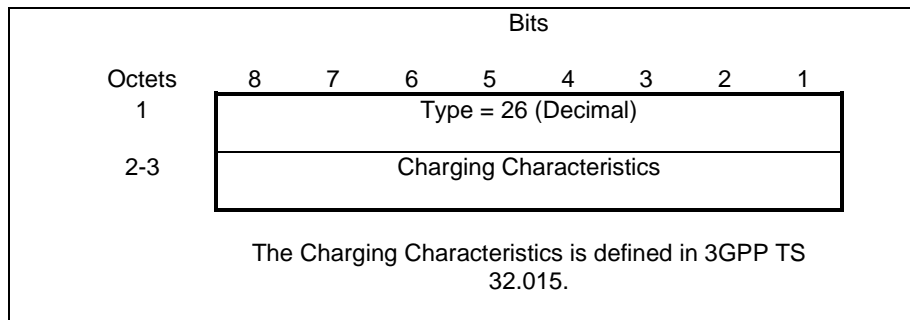 Bits
Octets 8 7 6 5 4 3 2 1
1 Type = 26 (Decimal)
2-3 Charging Characteristics
The Charging Characteristics is defined in 3GPP TS
32.015.